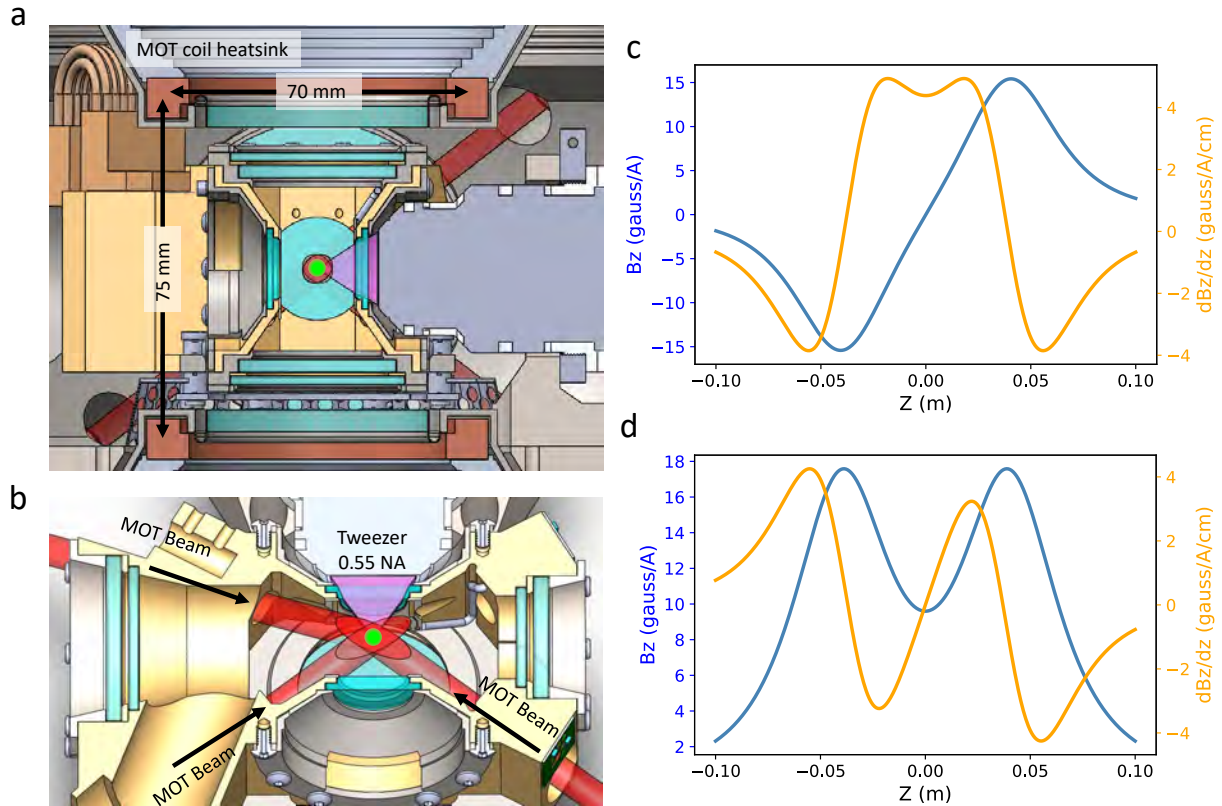 a
MOT coil heatsink
70 mm
75 mm
b
MOT Beam
Tweezer
0.55 NA
MOT Beam
MOT Beam
c
Bz (gauss/A)
15
10
5
0
−5
−10
−15
dBz/dz (gauss/A/cm)
4
2
0
−2
−4
−0.10
−0.05
0.00
0.05
0.10
Z (m)
d
Bz (gauss/A)
18
16
14
12
10
8
6
4
2
dBz/dz (gauss/A/cm)
4
2
0
−2
−4
−0.10
−0.05
0.00
0.05
0.10
Z (m)